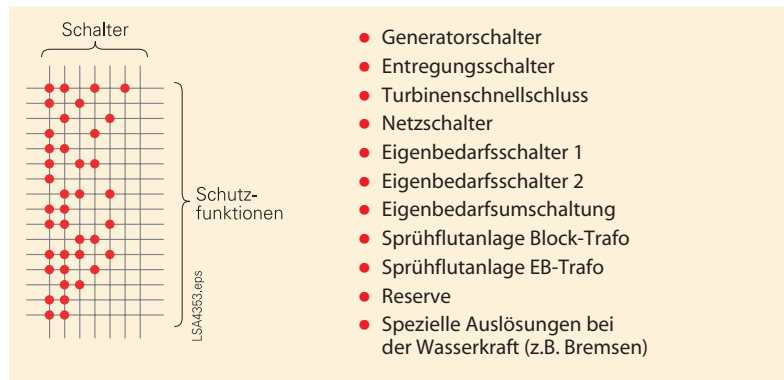 Schalter
Schutz-
funktionen
LSA4353.eps
• Generatorschalter
• Entregungsschalter
• Turbinenschnellschluss
• Netzschalter
• Eigenbedarfsschalter 1
• Eigenbedarfsschalter 2
• Eigenbedarfsumschaltung
• Sprühflutanlage Block-Trafo
• Sprühflutanlage EB-Trafo
• Reserve
• Spezielle Auslösungen bei
der Wasserkraft (z.B. Bremsen)